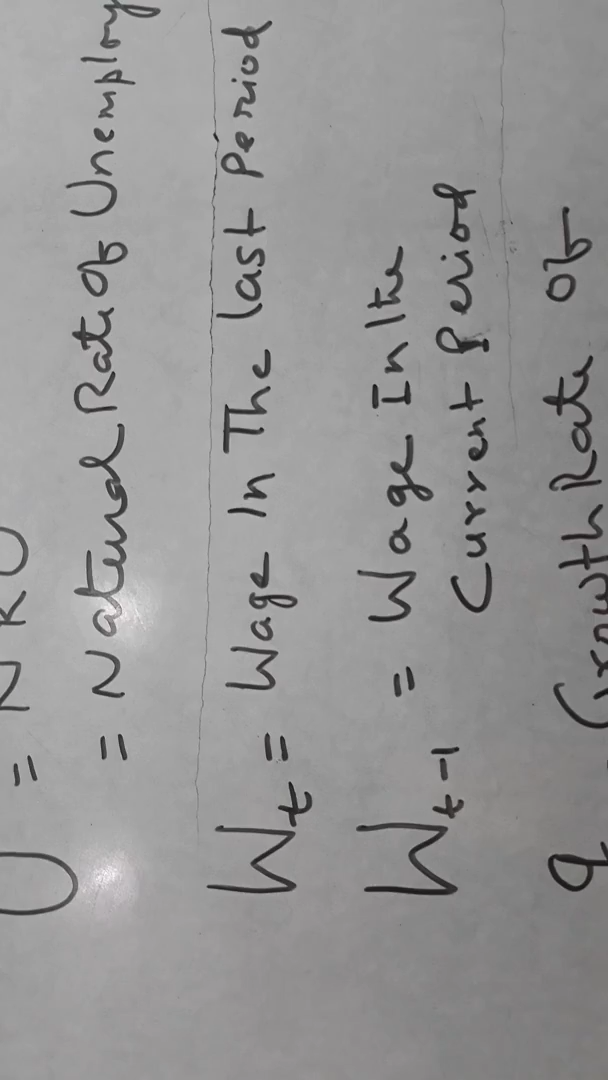 U = NRU
= Natural Rate Of Unemploy
Wt = Wage In The last Period
Wt-1 = Wage In the
Current Period
g Growth Rate Of